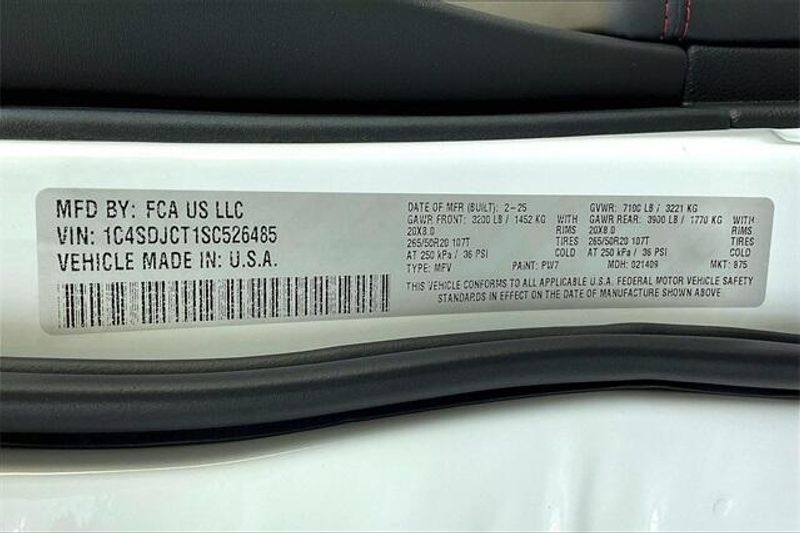 MFD BY: FCA US LLC
VIN: 1C4SDJCT1SC526485
VEHICLE MADE IN: U.S.A.
DATE OF MFR (BUILT): 2-25 GVWR: 7100 LB / 3221 KG
GAWR FRONT: 3200 LB / 1452 KG WITH GAWR REAR: 3900 LB / 1770 KG WITH
20X8.0 RIMS 20X8.0 RIMS
265/50R20 107T TIRES 265/50R20 107T TIRES
AT 250 kPa / 36 PSI COLD AT 250 kPa / 36 PSI COLD
TYPE: MPV PAINT: PW7 MDH: 021409 MKT: 875
THIS VEHICLE CONFORMS TO ALL APPLICABLE U.S.A. FEDERAL MOTOR VEHICLE SAFETY
STANDARDS IN EFFECT ON THE DATE OF MANUFACTURE SHOWN ABOVE